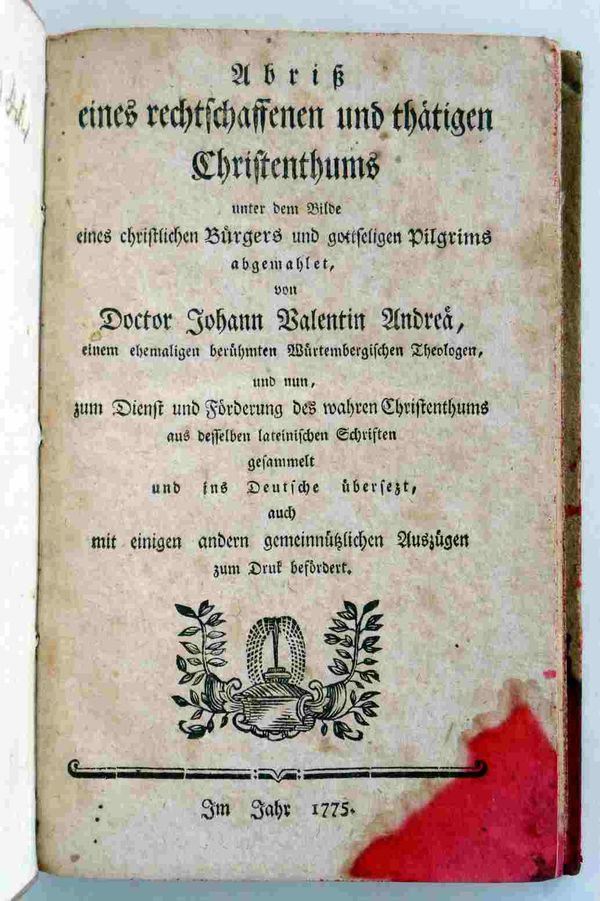 Abriß
eines rechtschaffenen und thätigen
Christenthums
unter dem Bilde
eines christlichen Bürgers und gottseligen Pilgrims
abgemahlet,
von
Doctor Johann Valentin Andreä,
einem ehemaligen berühmten Würtembergischen Theologen,
und nun,
zum Dienst und Förderung des wahren Christenthums
aus desselben lateinischen Schriften
gesammelt
und ins Deutsche übersezt,
auch
mit einigen andern gemeinnützlichen Auszügen
zum Druk befördert.
Im Jahr 1775.